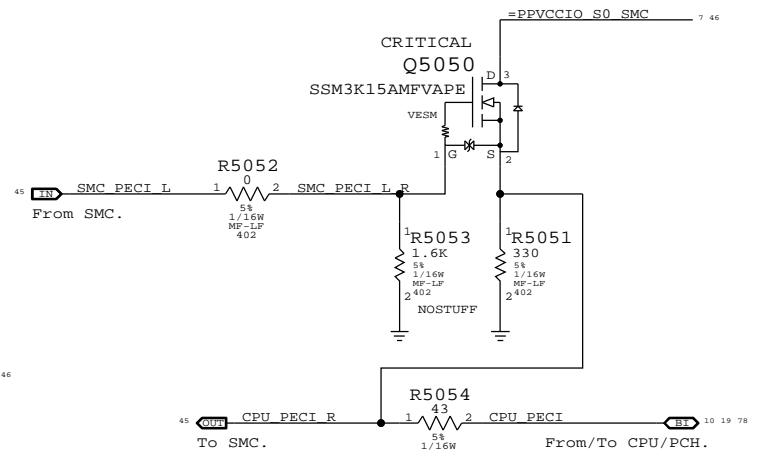 =PPVCCIO S0 SMC
7 46
CRITICAL
Q5050
D 3
SSM3K15AMFVAPE
VESM
1 G S 2
R5052
0
45 IN SMC_PECI_L 1 2 SMC_PECI_L_R
From SMC.
5%
1/16W
MF-LF
402
1 R5053
1.6K
5%
1/16W
MF-LF
402
2
NOSTUFF
1 R5051
330
5%
1/16W
MF-LF
402
2
46
R5054
43
45 OUT CPU_PECI_R 1 2 CPU_PECI BI 10 19 78
To SMC.
5%
1/16W
From/To CPU/PCH.